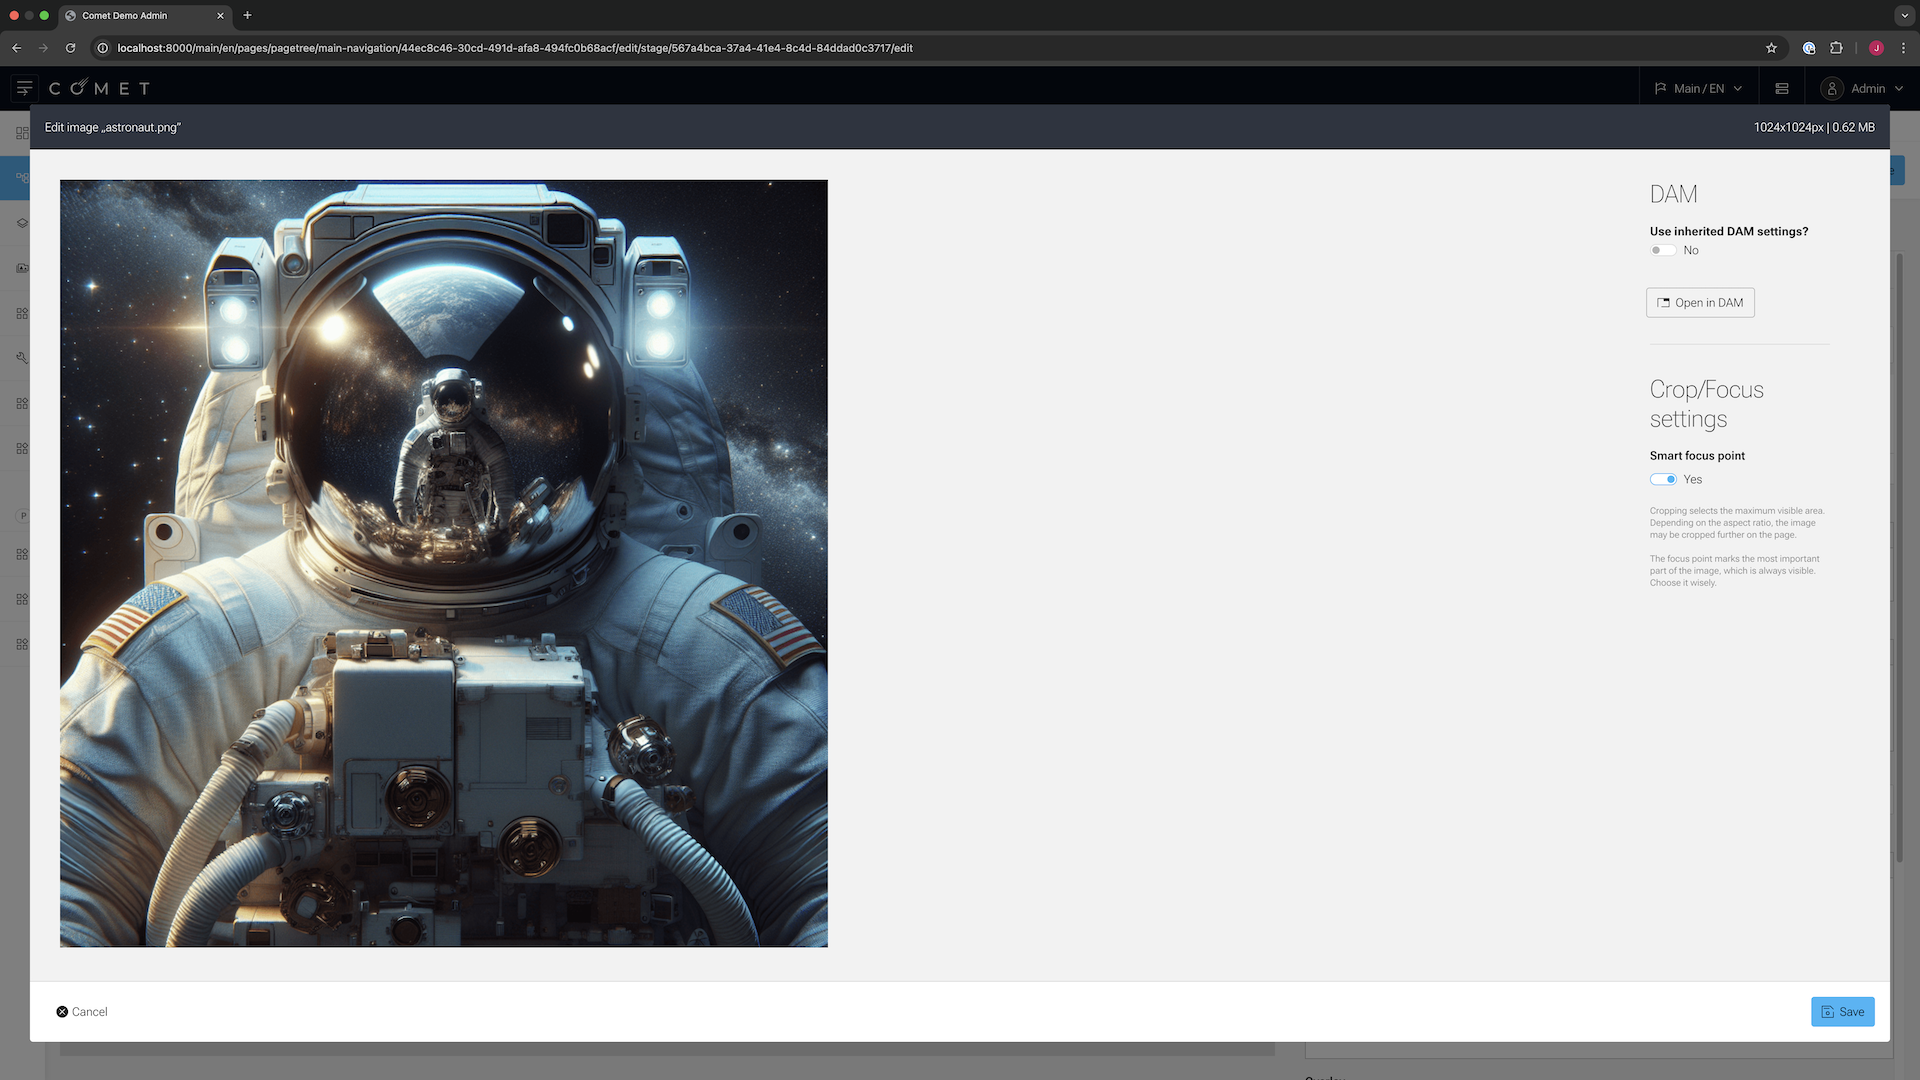 Comet Demo Admin
localhost:8000/main/en/pages/pagetree/main-navigation/44ec8c46-30cd-491d-afa8-494fc0b68acf/edit/stage/567a4bca-37a4-41e4-8c4d-84ddad0c3717/edit
J
COMET
Main / EN
Admin
Edit image „astronaut.png”
1024x1024px | 0.62 MB
DAM
Use inherited DAM settings?
No
Open in DAM
Crop/Focus
settings
Smart focus point
Yes
Cropping selects the maximum visible area.
Depending on the aspect ratio, the image
may be cropped further on the page.
The focus point marks the most important
part of the image, which is always visible.
Choose it wisely.
P
Cancel
Save